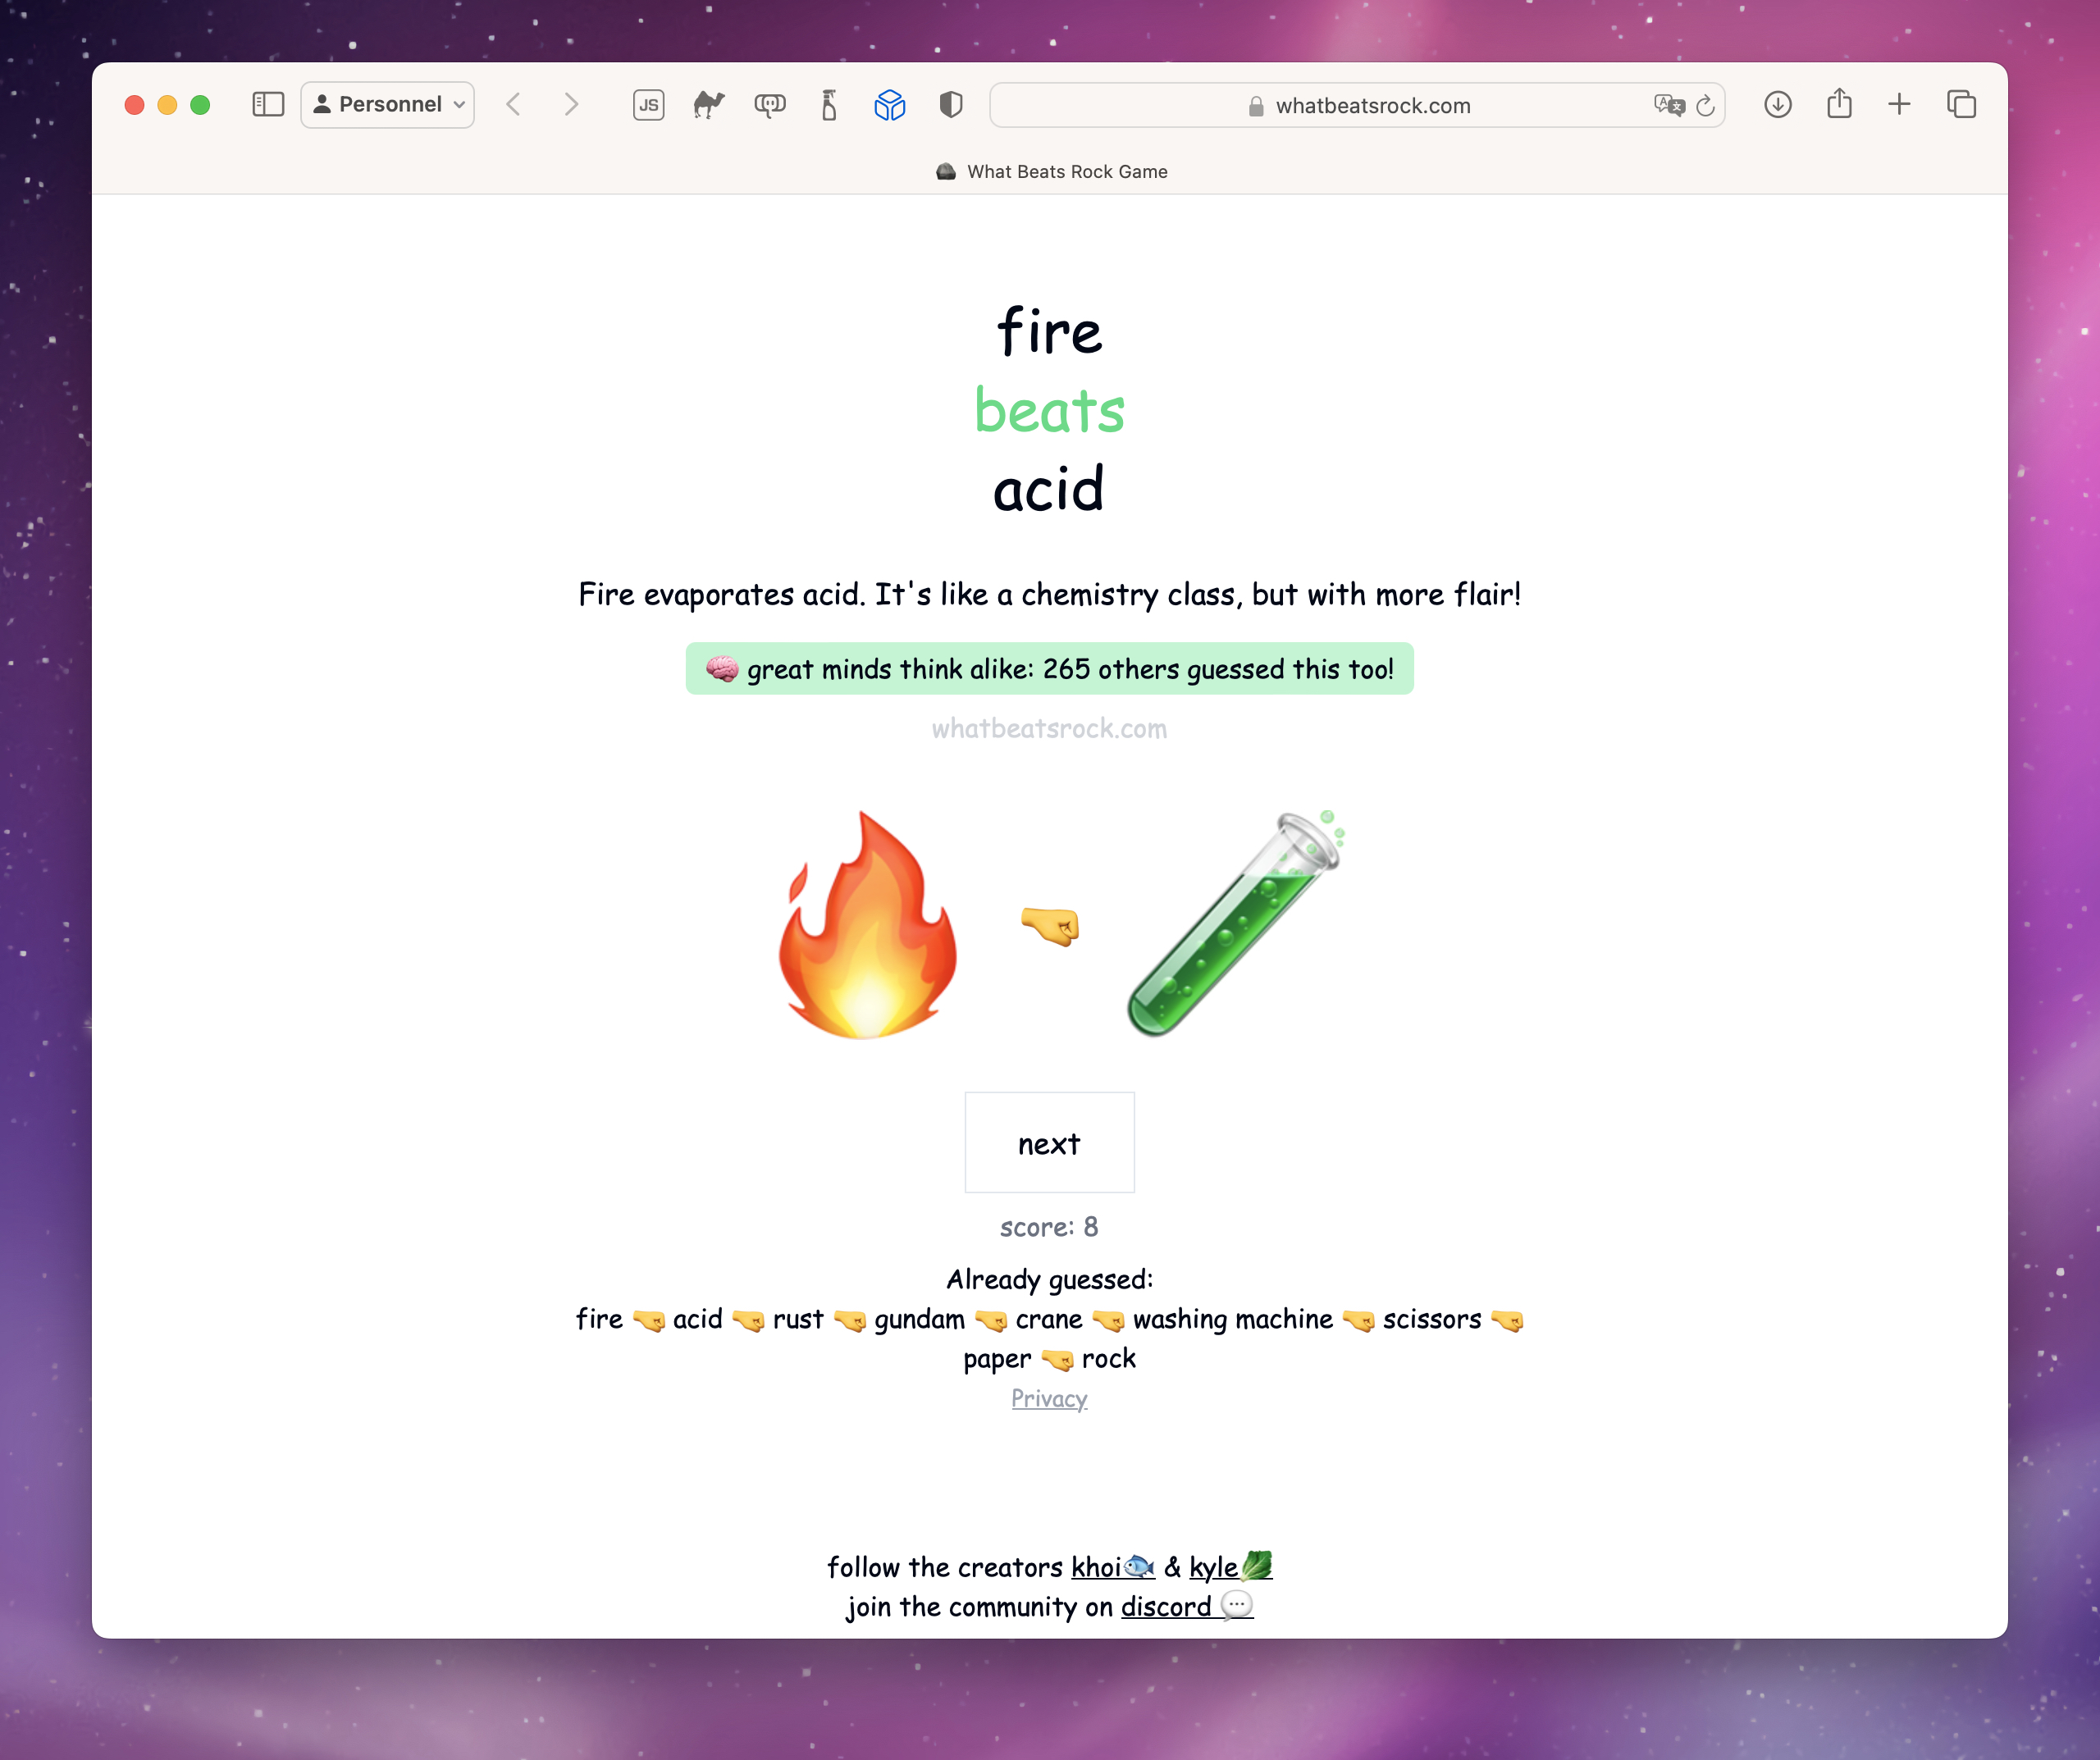 Personnel
JS
whatbeatsrock.com
What Beats Rock Game
fire
beats
acid
Fire evaporates acid. It's like a chemistry class, but with more flair!
🧠 great minds think alike: 265 others guessed this too!
whatbeatsrock.com
next
score: 8
Already guessed:
fire 🤜 acid 🤜 rust 🤜 gundam 🤜 crane 🤜 washing machine 🤜 scissors 🤜
paper 🤜 rock
Privacy
follow the creators khoi🐟 & kyle🥬
join the community on discord 💬